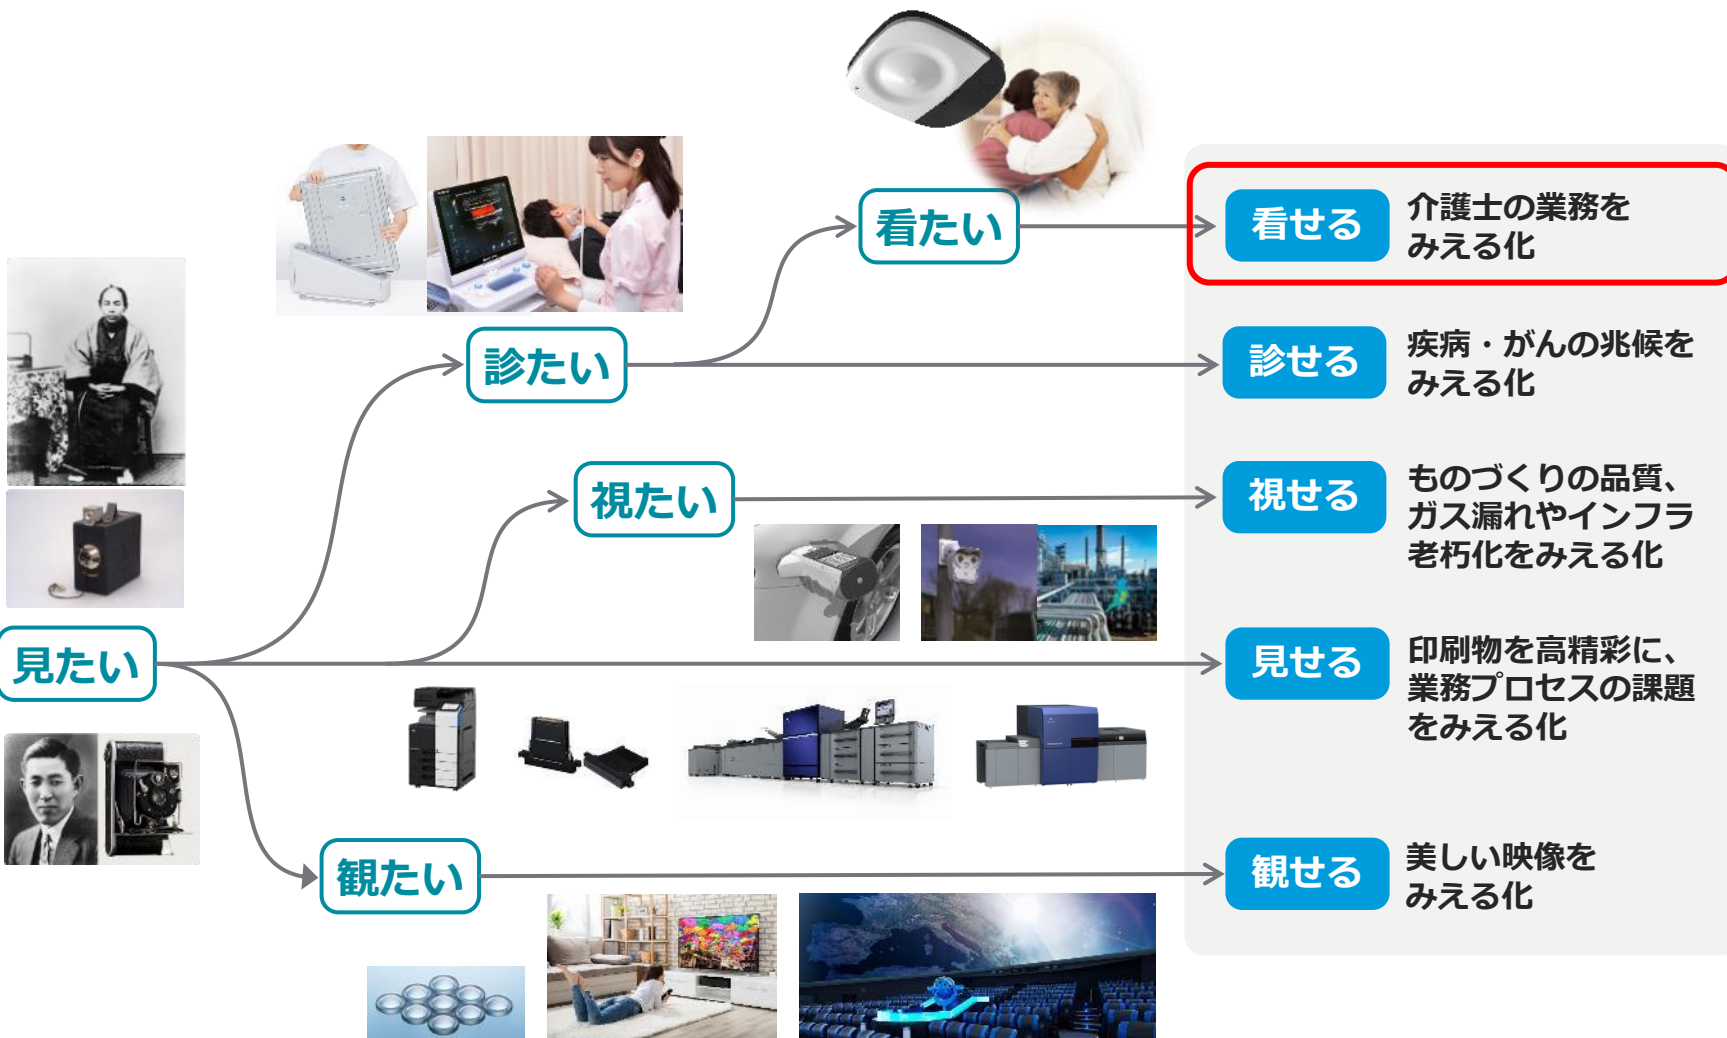 看たい
看せる
介護士の業務を
みえる化
診たい
診せる
疾病・がんの兆候を
みえる化
視たい
視せる
ものづくりの品質、
ガス漏れやインフラ
老朽化をみえる化
見たい
見せる
印刷物を高精彩に、
業務プロセスの課題
をみえる化
観たい
観せる
美しい映像を
みえる化